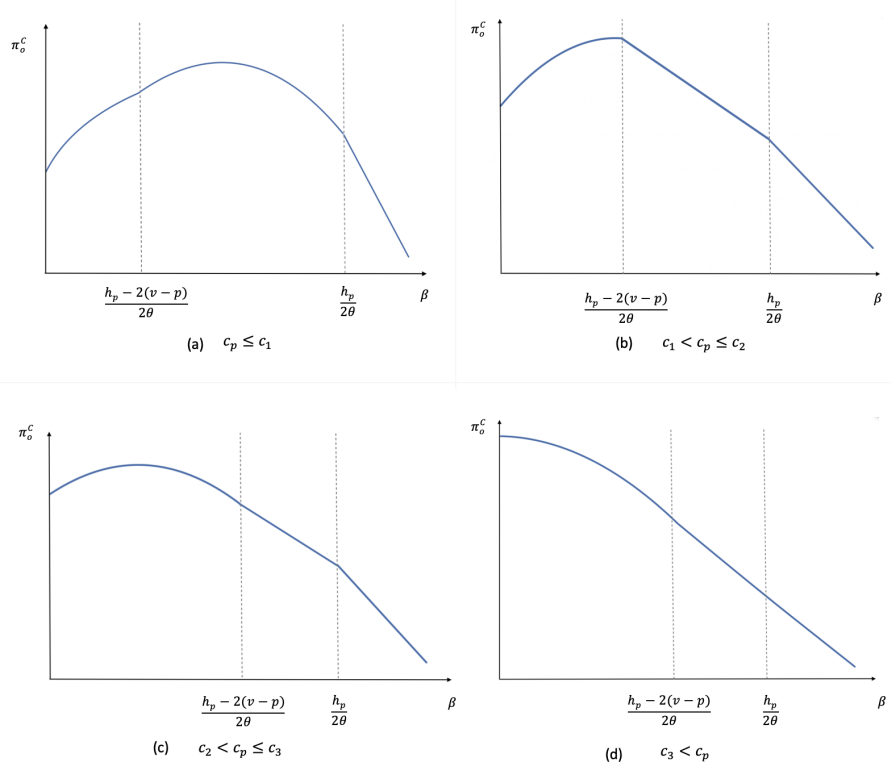 π_o^C
h_p − 2(v − p)
2θ
h_p
2θ
β
(a) c_p ≤ c_1
π_o^C
h_p − 2(v − p)
2θ
h_p
2θ
β
(b) c_1 < c_p ≤ c_2
π_o^C
h_p − 2(v − p)
2θ
h_p
2θ
β
(c) c_2 < c_p ≤ c_3
π_o^C
h_p − 2(v − p)
2θ
h_p
2θ
β
(d) c_3 < c_p